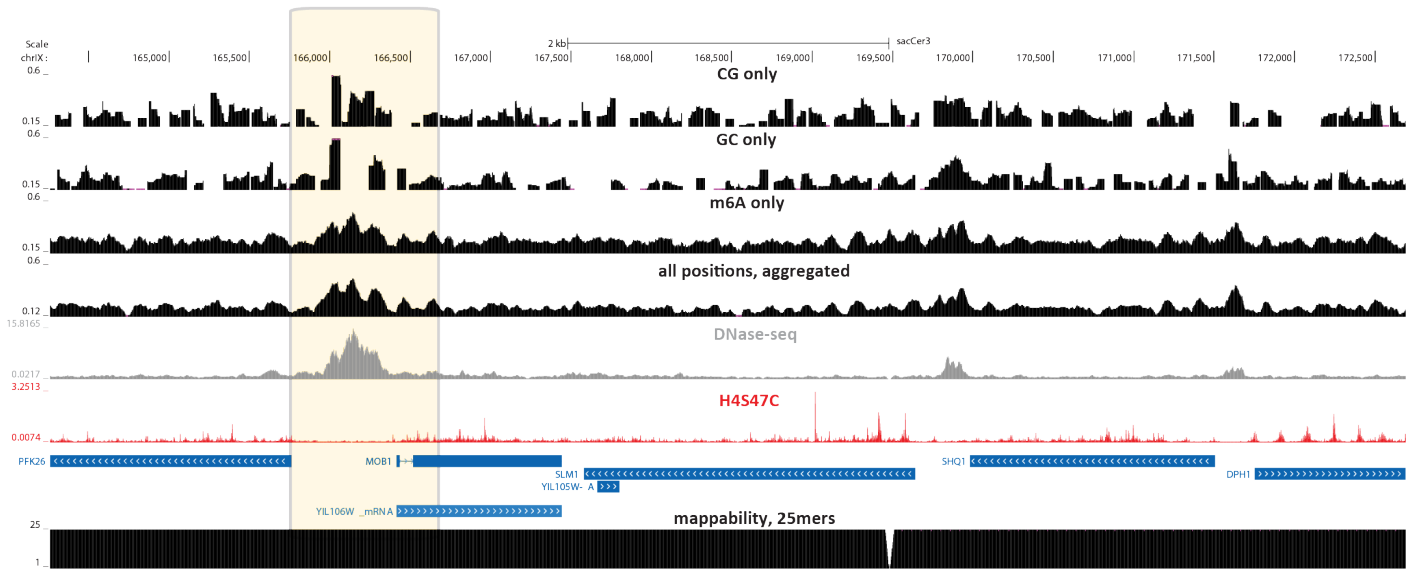 Scale 2 kb sacCer3
chrIX : 165,000 165,500 166,000 166,500 167,000 167,500 168,000 168,500 169,000 169,500 170,000 170,500 171,000 171,500 172,000 172,500
0.6 _ CG only
0.15 _
0.6 _ GC only
0.15 _
0.6 _ m6A only
0.15 _
0.6 _ all positions, aggregated
0.12 _
15.8165 _ DNase-seq
0.0217 _
3.2513 _ H4S47C
0.0074 _
PFK26 MOB1 SHQ1
SLM1 DPH1
YIL105W- A
YIL106W _mRNA
25 _ mappability, 25mers
1 _